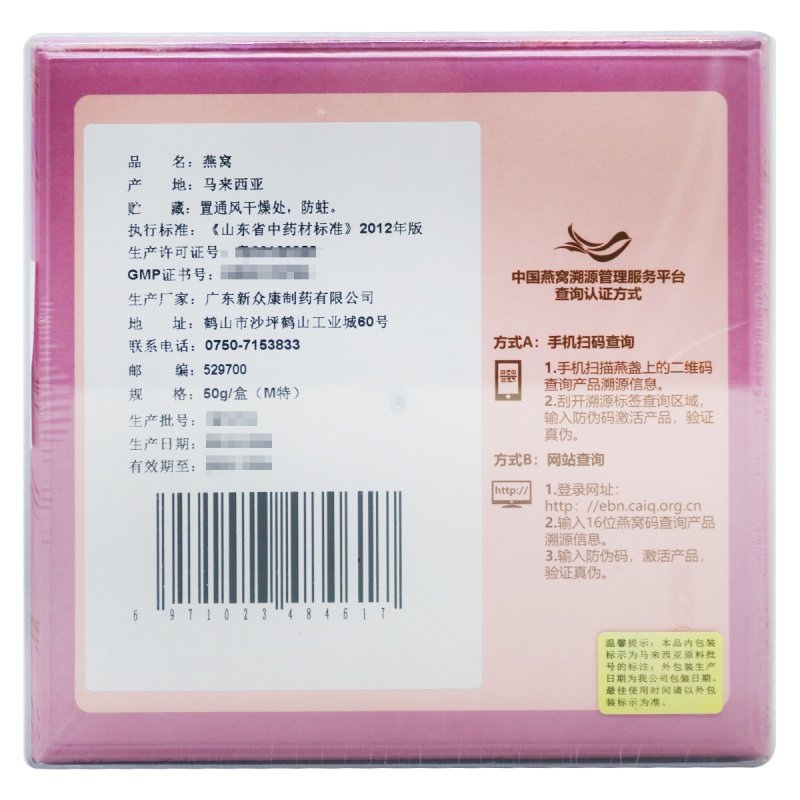 品 名：燕窝
产 地：马来西亚
贮 藏：置通风干燥处，防蛀。
执行标准：《山东省中药材标准》2012年版
生产许可证号：
GMP证书号：
生产厂家：广东新众康制药有限公司
地 址：鹤山市沙坪鹤山工业城60号
联系电话：0750-7153833
邮 编：529700
规 格：50g/盒（M特）
生产批号：
生产日期：
有效期至：
6 971023 484617
中国燕窝溯源管理服务平台
查询认证方式
方式A：手机扫码查询
1.手机扫描燕盏上的二维码
查询产品溯源信息。
2.刮开溯源标签查询区域，
输入防伪码激活产品，验证
真伪。
方式B：网站查询
http://
1.登录网址：
http：//ebn.caiq.org.cn
2.输入16位燕窝码查询产品
溯源信息。
3.输入防伪码，激活产品，
验证真伪。
温馨提示：本品内包装
标示为马来西亚原料批
号的标注；外包装生产
日期为我公司包装日期。
最佳使用时间请以外包
装标示为准。